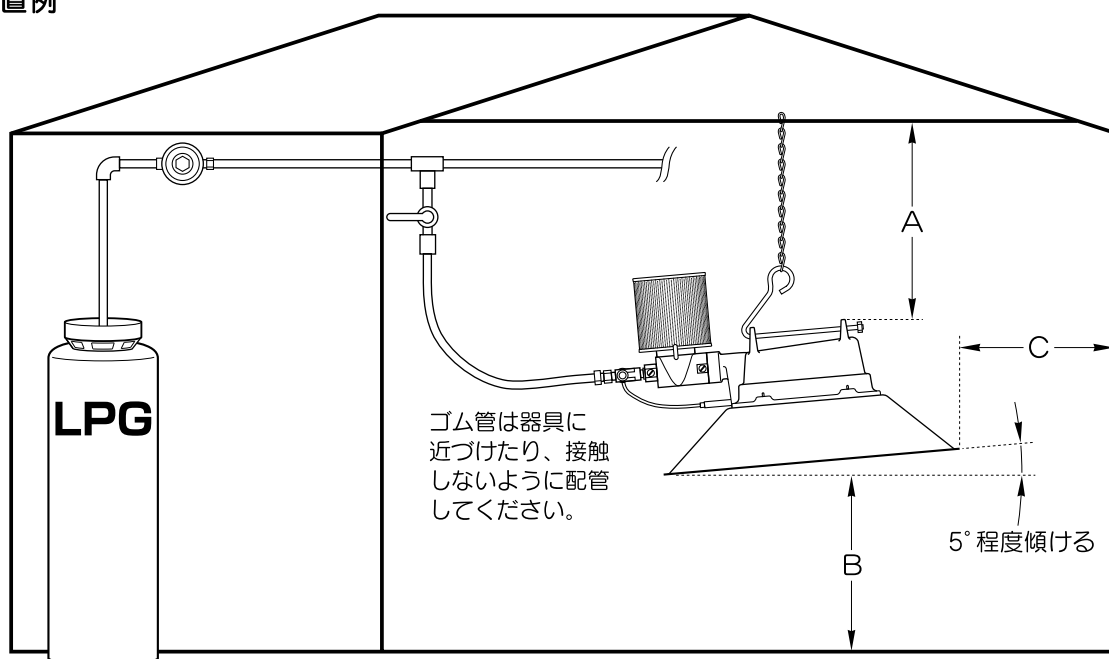 置例
A
C
LPG
ゴム管は器具に
近づけたり、接触
しないように配管
してください。
5°程度傾ける
B